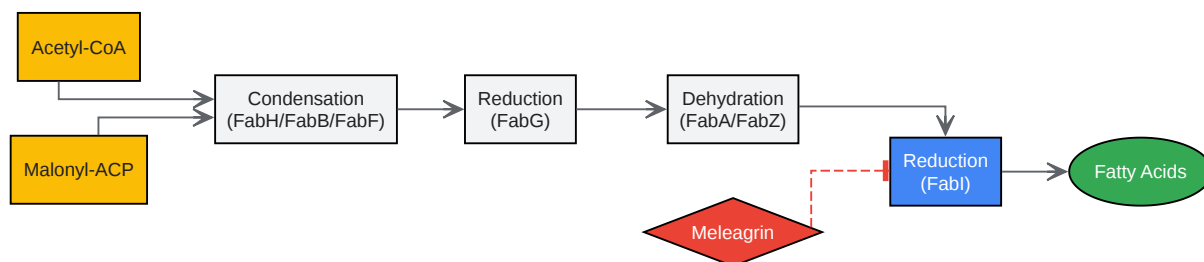 Acetyl-CoA
Malonyl-ACP
Condensation
(FabH/FabB/FabF)
Reduction
(FabG)
Dehydration
(FabA/FabZ)
Reduction
(FabI)
Fatty Acids
Meleagrin